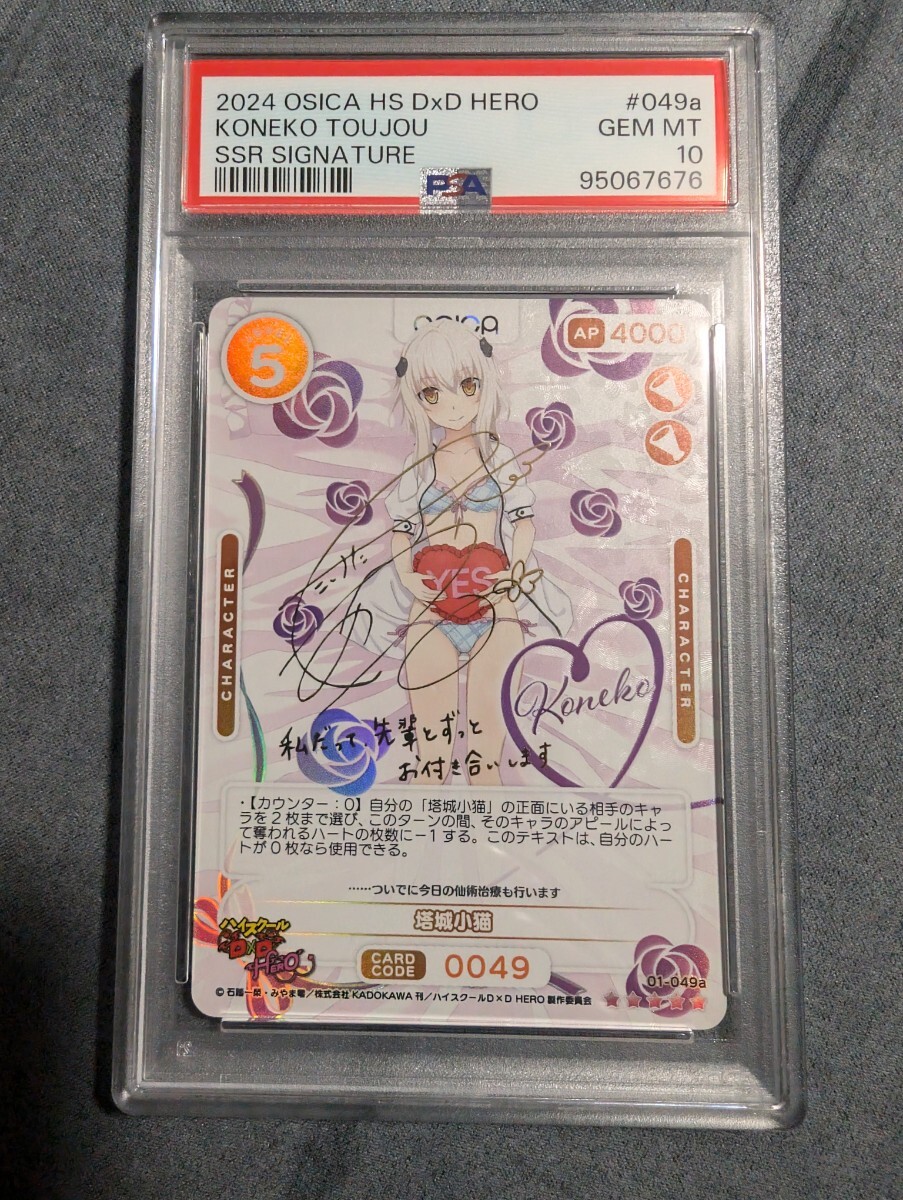 2024 OSICA HS DxD HERO #049a
KONEKO TOUJOU GEM MT
SSR SIGNATURE 10
PSA 95067676
OSICA
5
AP 4000
CHARACTER
CHARACTER
YES
Koneko
私だって、先輩とずっと
お付き合いします
・【カウンター:0】自分の「塔城小猫」の正面にいる相手のキャ
ラを2枚まで選び、このターンの間、そのキャラのアピールによっ
て奪われるハートの枚数に−1する。このテキストは、自分のハー
トが0枚なら使用できる。
……ついでに今日の仙術治療も行います
塔城小猫
ハイスクール
D×D
HERO
CARD CODE 0049
01-049a
© 石踏一榮・みやま零/株式会社 KADOKAWA 刊/ハイスクールD×D HERO 製作委員会